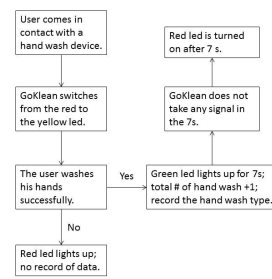 User comes in
contact with a
hand wash device.
GoKlean switches
from the red to
the yellow led.
The user washes
his hands
successfully.
Yes
No
Red led lights up;
no record of data.
Green led lights up for 7s;
total # of hand wash +1;
record the hand wash type.
GoKlean does not
take any signal in
the 7s.
Red led is turned
on after 7 s.